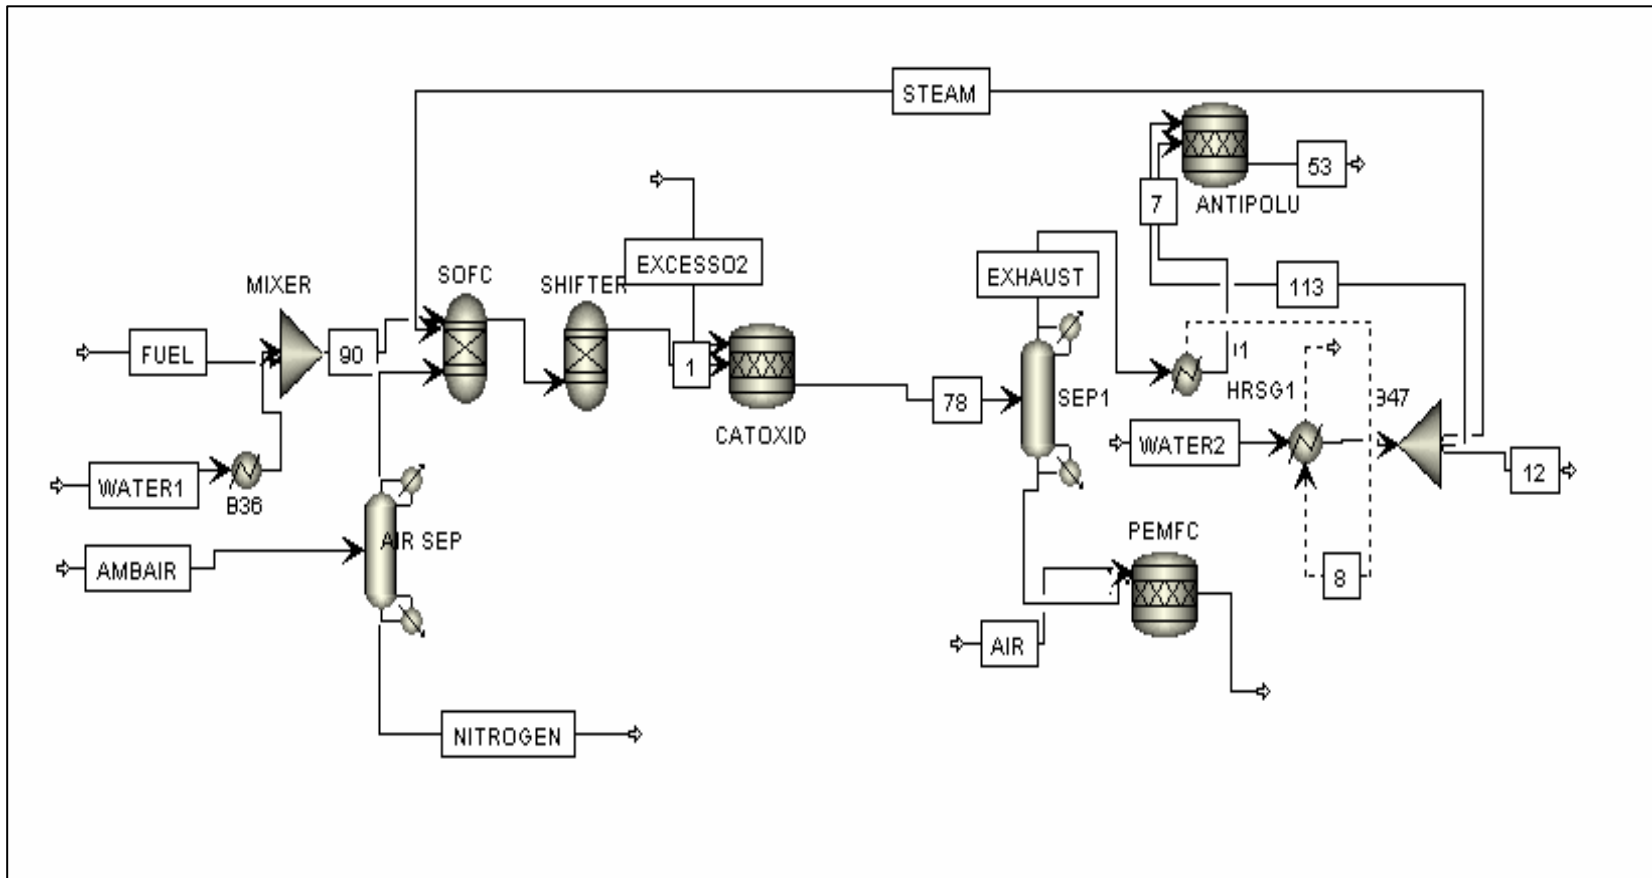 STEAM
53
7
ANTIPOLU
EXCESSO2
EXHAUST
113
MIXER
SOFC
SHIFTER
FUEL
90
1
HRSG1
CATOXID
78
SEP1
WATER2
12
WATER1
B36
AIR SEP
PEMFC
AMBAIR
8
AIR
NITROGEN